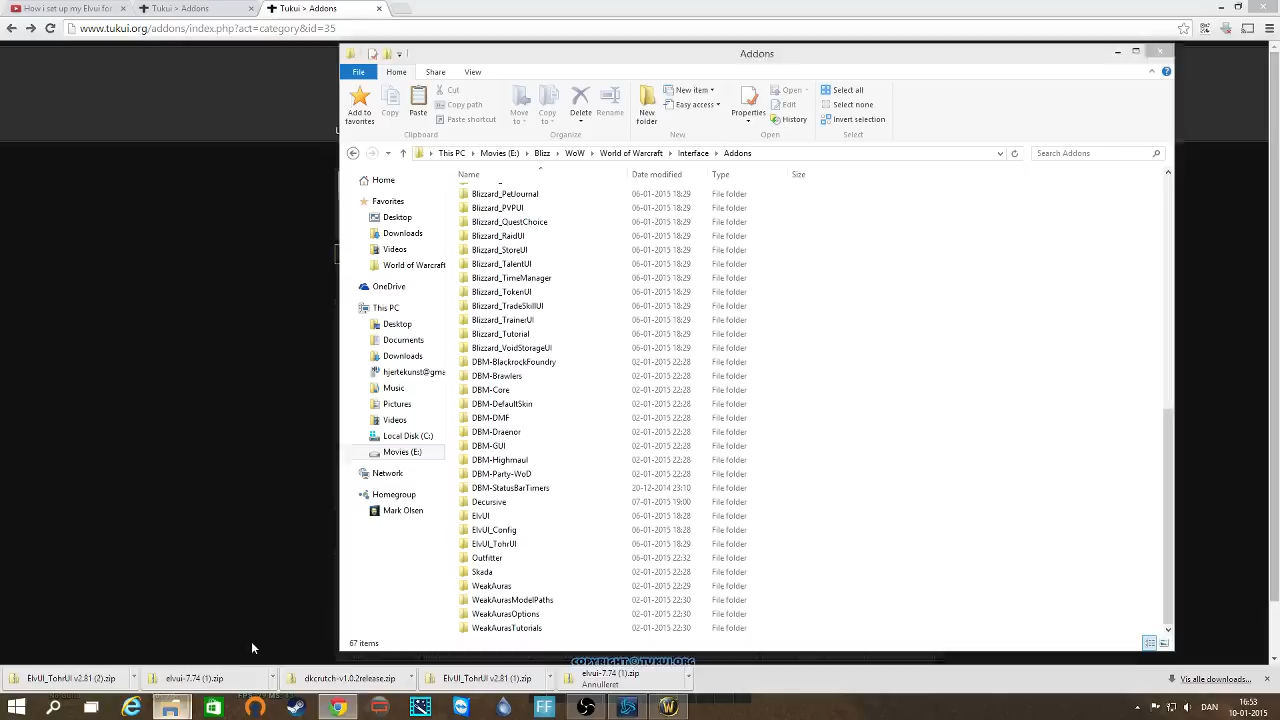 How i set up my Elvui for
Tukui > Addons
Tukui > Addons
www.tukui.org/addons/index.php?act=category&id=35
Addons
File
Home
Share
View
Add to favorites
Copy
Paste
Cut
Copy path
Paste shortcut
Clipboard
Move to
Copy to
Delete
Rename
Organize
New folder
New item
Easy access
New
Properties
Open
Edit
History
Open
Select all
Select none
Invert selection
Select
This PC
Movies (E:)
Blizz
WoW
World of Warcraft
Interface
Addons
Search Addons
Name
Date modified
Type
Size
Home
Favorites
Desktop
Downloads
Videos
World of Warcraft
OneDrive
This PC
Desktop
Documents
Downloads
hjertekunst@gma
Music
Pictures
Videos
Local Disk (C:)
Movies (E:)
Network
Homegroup
Mark Olsen
Blizzard_PetJournal 06-01-2015 18:29 File folder
Blizzard_PVPUI 06-01-2015 18:29 File folder
Blizzard_QuestChoice 06-01-2015 18:29 File folder
Blizzard_RaidUI 06-01-2015 18:29 File folder
Blizzard_StoreUI 06-01-2015 18:29 File folder
Blizzard_TalentUI 06-01-2015 18:29 File folder
Blizzard_TimeManager 06-01-2015 18:29 File folder
Blizzard_TokenUI 06-01-2015 18:29 File folder
Blizzard_TradeSkillUI 06-01-2015 18:29 File folder
Blizzard_TrainerUI 06-01-2015 18:29 File folder
Blizzard_Tutorial 06-01-2015 18:29 File folder
Blizzard_VoidStorageUI 06-01-2015 18:29 File folder
DBM-BlackrockFoundry 02-01-2015 22:28 File folder
DBM-Brawlers 02-01-2015 22:28 File folder
DBM-Core 02-01-2015 22:28 File folder
DBM-DefaultSkin 02-01-2015 22:28 File folder
DBM-DMF 02-01-2015 22:28 File folder
DBM-Draenor 02-01-2015 22:28 File folder
DBM-GUI 02-01-2015 22:28 File folder
DBM-Highmaul 02-01-2015 22:28 File folder
DBM-Party-WoD 02-01-2015 22:28 File folder
DBM-StatusBarTimers 20-12-2014 23:10 File folder
Decursive 07-01-2015 19:00 File folder
ElvUI 06-01-2015 18:28 File folder
ElvUI_Config 06-01-2015 18:28 File folder
ElvUI_TohrUI 06-01-2015 18:29 File folder
Outfitter 06-01-2015 22:32 File folder
Skada 02-01-2015 22:28 File folder
WeakAuras 02-01-2015 22:29 File folder
WeakAurasModelPaths 02-01-2015 22:30 File folder
WeakAurasOptions 02-01-2015 22:30 File folder
WeakAurasTutorials 02-01-2015 22:30 File folder
67 items
COPYRIGHT@TUKUI.ORG
ElvUI_TohrUI v2.81 (2).zip
elvui-7.74 (1).zip
dkcrutch-v1.0.2release.zip
ElvUI_TohrUI v2.81 (1).zip
elvui-7.74 (1).zip
Annulleret
Vis alle downloads...
FF
DAN
16:53
10-01-2015